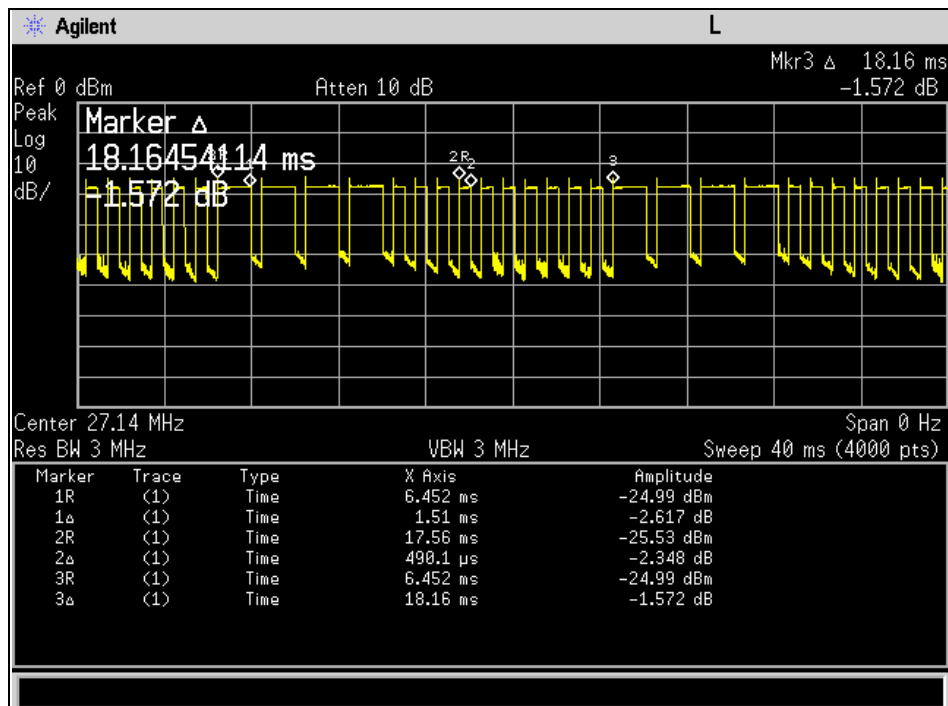 Agilent L
Mkr3 Δ 18.16 ms
Ref 0 dBm Atten 10 dB -1.572 dB
Peak
Log
10
dB/
Marker Δ
18.16454114 ms
-1.572 dB
2R
2
3
Center 27.14 MHz Span 0 Hz
Res BW 3 MHz VBW 3 MHz Sweep 40 ms (4000 pts)
Marker Trace Type X Axis Amplitude
1R (1) Time 6.452 ms -24.99 dBm
1Δ (1) Time 1.51 ms -2.617 dB
2R (1) Time 17.56 ms -25.53 dBm
2Δ (1) Time 490.1 µs -2.348 dB
3R (1) Time 6.452 ms -24.99 dBm
3Δ (1) Time 18.16 ms -1.572 dB